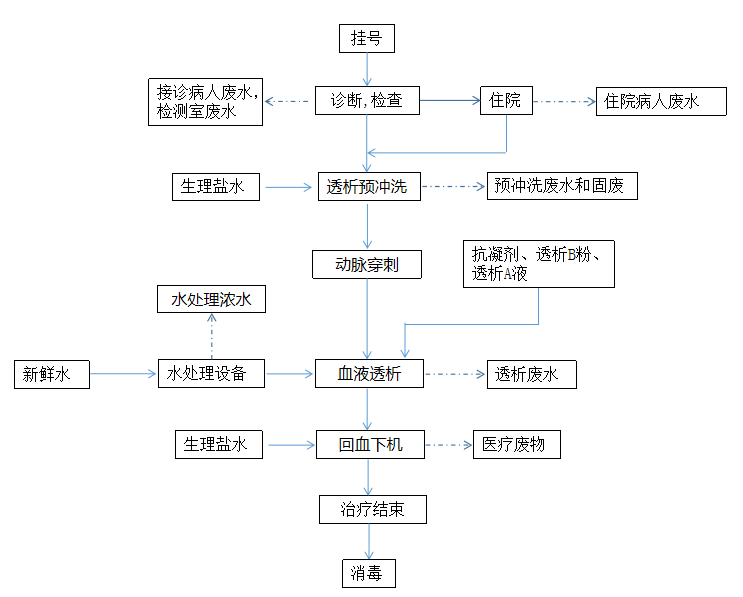 挂号
接诊病人废水，
检测室废水
诊断,检查
住院
住院病人废水
生理盐水
透析预冲洗
预冲洗废水和固废
动脉穿刺
抗凝剂、透析B粉、
透析A液
水处理浓水
新鲜水
水处理设备
血液透析
透析废水
生理盐水
回血下机
医疗废物
治疗结束
消毒